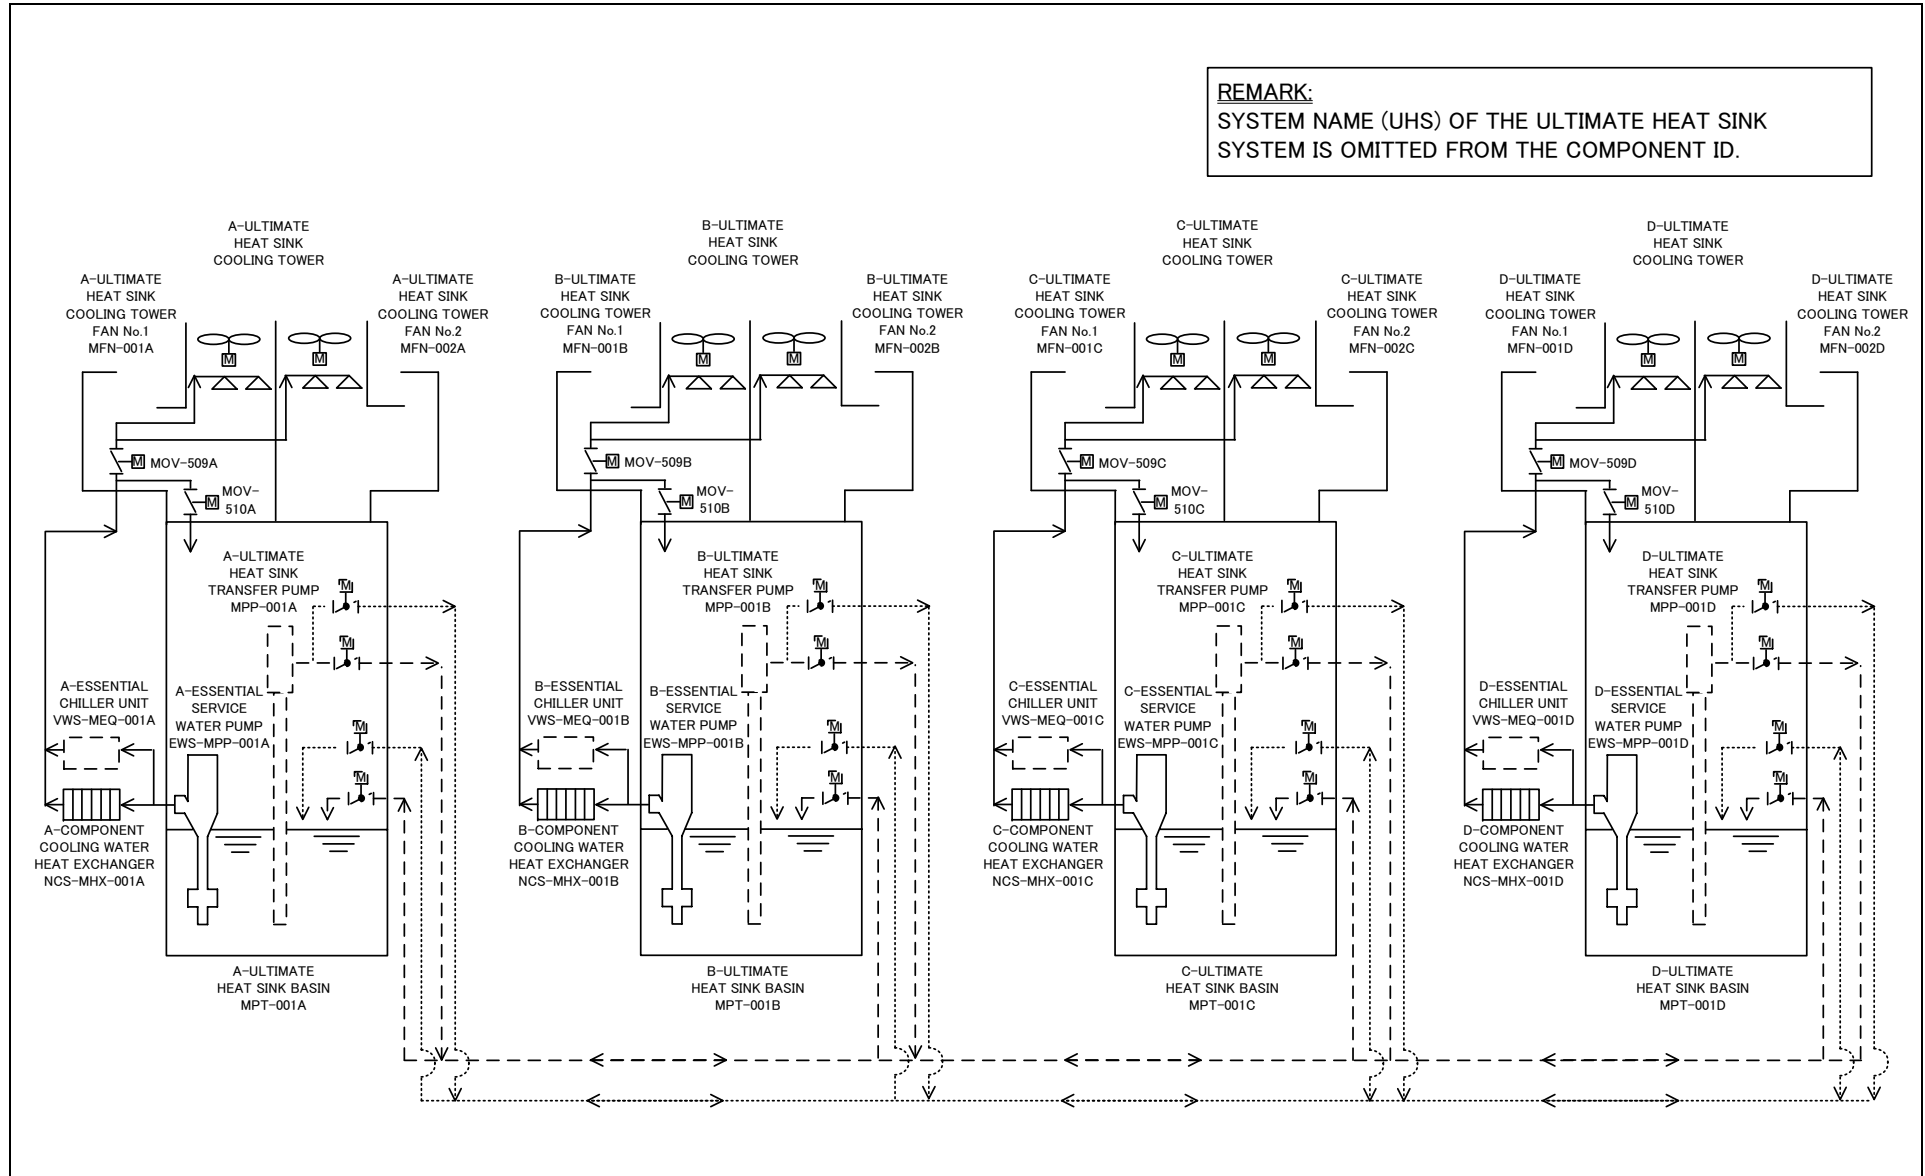 REMARK:
SYSTEM NAME (UHS) OF THE ULTIMATE HEAT SINK
SYSTEM IS OMITTED FROM THE COMPONENT ID.
A-ULTIMATE
HEAT SINK
COOLING TOWER
A-ULTIMATE
HEAT SINK
COOLING TOWER
FAN No.1
MFN-001A
A-ULTIMATE
HEAT SINK
COOLING TOWER
FAN No.2
MFN-002A
M
M
M MOV-509A
M MOV-
510A
A-ULTIMATE
HEAT SINK
TRANSFER PUMP
MPP-001A
M
M
A-ESSENTIAL
CHILLER UNIT
VWS-MEQ-001A
A-ESSENTIAL
SERVICE
WATER PUMP
EWS-MPP-001A
M
M
A-COMPONENT
COOLING WATER
HEAT EXCHANGER
NCS-MHX-001A
A-ULTIMATE
HEAT SINK BASIN
MPT-001A
B-ULTIMATE
HEAT SINK
COOLING TOWER
B-ULTIMATE
HEAT SINK
COOLING TOWER
FAN No.1
MFN-001B
B-ULTIMATE
HEAT SINK
COOLING TOWER
FAN No.2
MFN-002B
M
M
M MOV-509B
M MOV-
510B
B-ULTIMATE
HEAT SINK
TRANSFER PUMP
MPP-001B
M
M
B-ESSENTIAL
CHILLER UNIT
VWS-MEQ-001B
B-ESSENTIAL
SERVICE
WATER PUMP
EWS-MPP-001B
M
M
B-COMPONENT
COOLING WATER
HEAT EXCHANGER
NCS-MHX-001B
B-ULTIMATE
HEAT SINK BASIN
MPT-001B
C-ULTIMATE
HEAT SINK
COOLING TOWER
C-ULTIMATE
HEAT SINK
COOLING TOWER
FAN No.1
MFN-001C
C-ULTIMATE
HEAT SINK
COOLING TOWER
FAN No.2
MFN-002C
M
M
M MOV-509C
M MOV-
510C
C-ULTIMATE
HEAT SINK
TRANSFER PUMP
MPP-001C
M
M
C-ESSENTIAL
CHILLER UNIT
VWS-MEQ-001C
C-ESSENTIAL
SERVICE
WATER PUMP
EWS-MPP-001C
M
M
C-COMPONENT
COOLING WATER
HEAT EXCHANGER
NCS-MHX-001C
C-ULTIMATE
HEAT SINK BASIN
MPT-001C
D-ULTIMATE
HEAT SINK
COOLING TOWER
D-ULTIMATE
HEAT SINK
COOLING TOWER
FAN No.1
MFN-001D
D-ULTIMATE
HEAT SINK
COOLING TOWER
FAN No.2
MFN-002D
M
M
M MOV-509D
M MOV-
510D
D-ULTIMATE
HEAT SINK
TRANSFER PUMP
MPP-001D
M
M
D-ESSENTIAL
CHILLER UNIT
VWS-MEQ-001D
D-ESSENTIAL
SERVICE
WATER PUMP
EWS-MPP-001D
M
M
D-COMPONENT
COOLING WATER
HEAT EXCHANGER
NCS-MHX-001D
D-ULTIMATE
HEAT SINK BASIN
MPT-001D